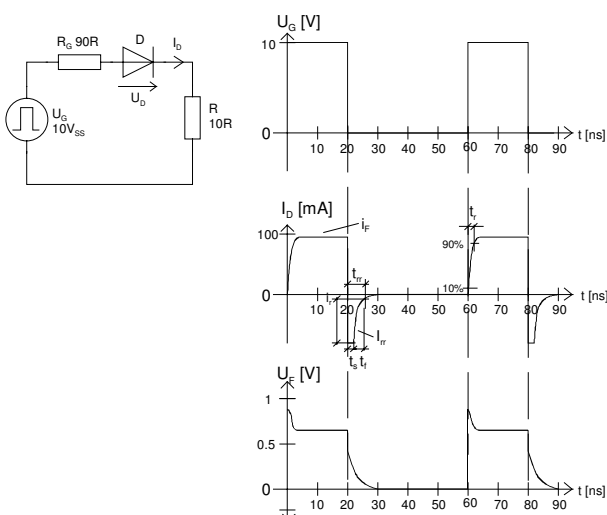 R_G 90R
D
I_D
U_D
U_G
10V_SS
R
10R
U_G [V]
10
0
10 20 30 40 50 60 70 80 90
t [ns]
I_D [mA]
i_F
t_r
100
90%
t_rr
10%
I_r
0
10 20 30 40 50 60 70 80 90
t [ns]
I_rr
t_s t_f
U_F [V]
1
0.5
0
10 20 30 40 50 60 70 80 90
t [ns]